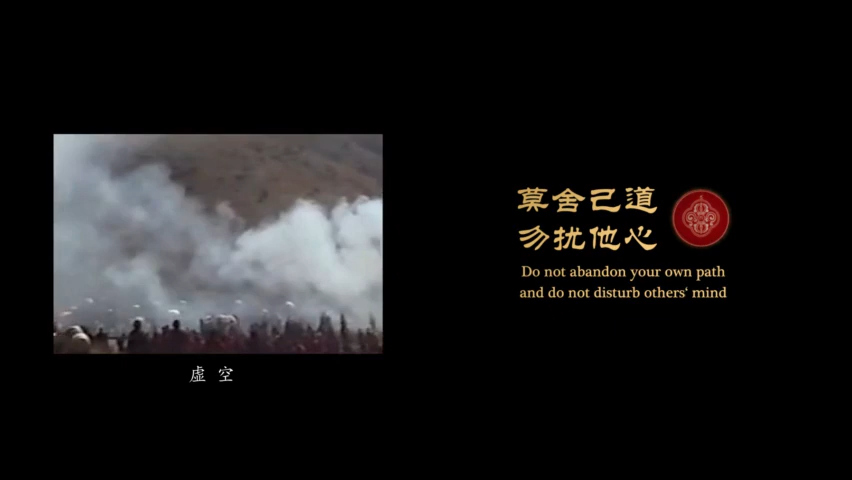 莫舍己道
勿扰他心
Do not abandon your own path
and do not disturb others‘ mind
虚 空